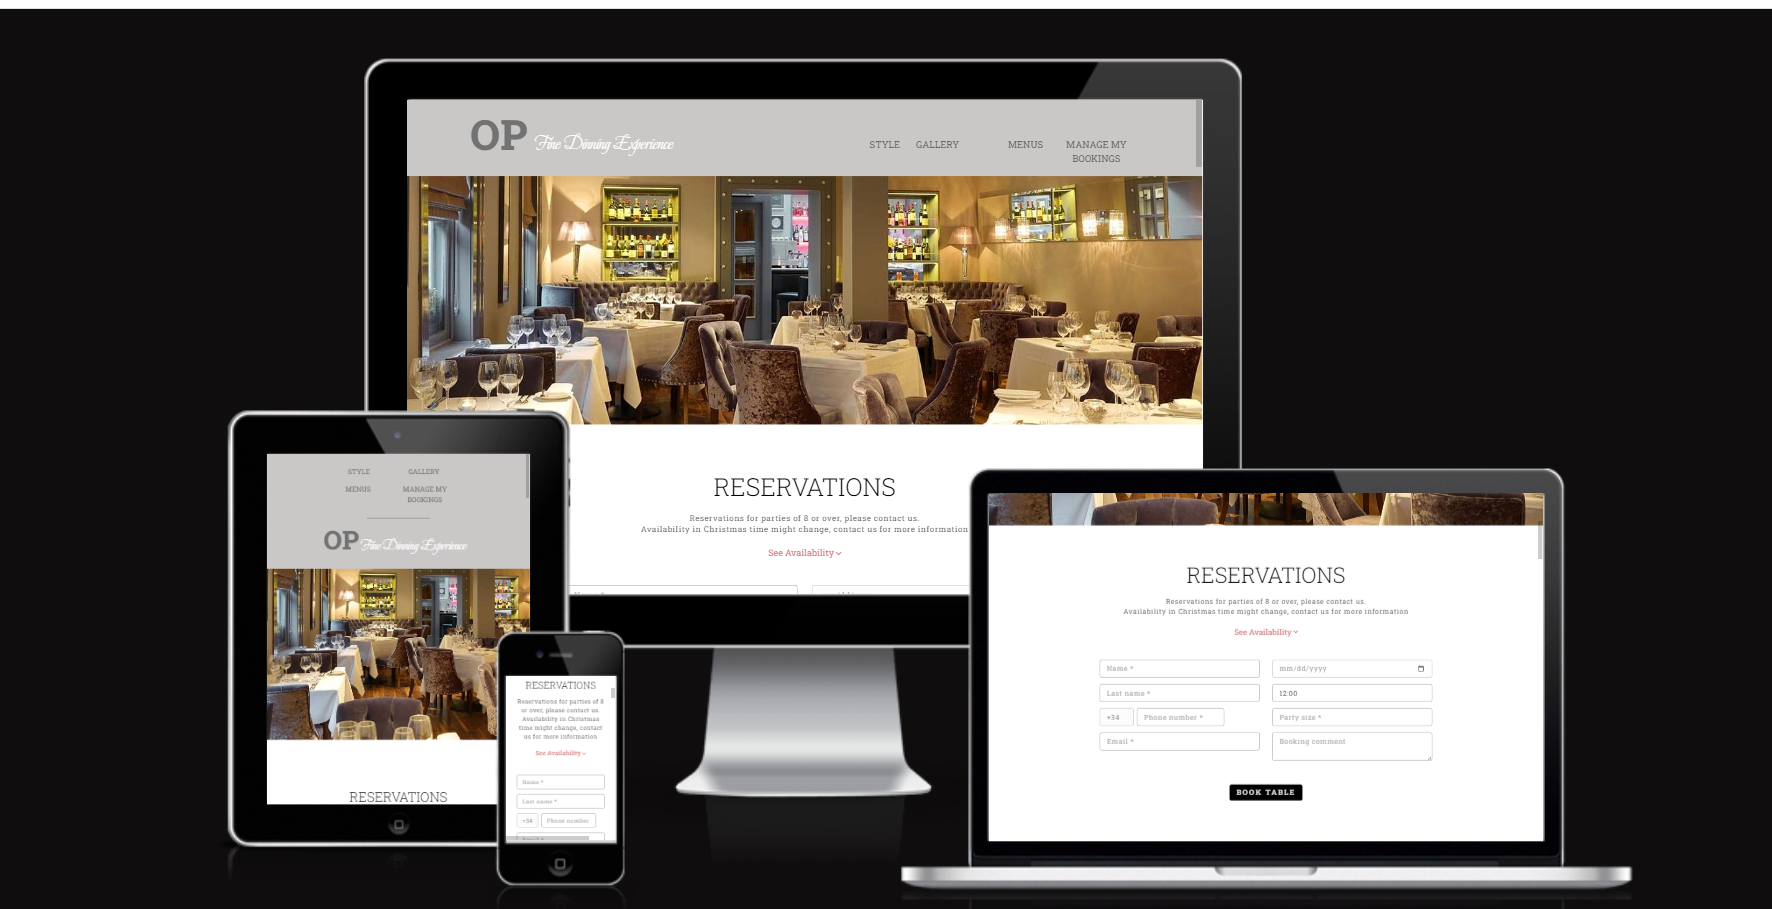 OP Fine Dinning Experience
STYLE GALLERY MENUS MANAGE MY
BOOKINGS
RESERVATIONS
Reservations for parties of 8 or over, please contact us.
Availability in Christmas time might change, contact us for more information
See Availability
STYLE GALLERY
MENUS MANAGE MY
BOOKINGS
OP Fine Dinning Experience
RESERVATIONS
RESERVATIONS
Reservations for parties of 8
or over, please contact us.
Availability in Christmas
time might change, contact
us for more information
See Availability
Name *
Last name *
+34 Phone number
RESERVATIONS
Reservations for parties of 8 or over, please contact us.
Availability in Christmas time might change, contact us for more information
See Availability
Name * mm/dd/yyyy
Last name * 12:00
+34 Phone number * Party size *
Email * Booking comment
BOOK TABLE